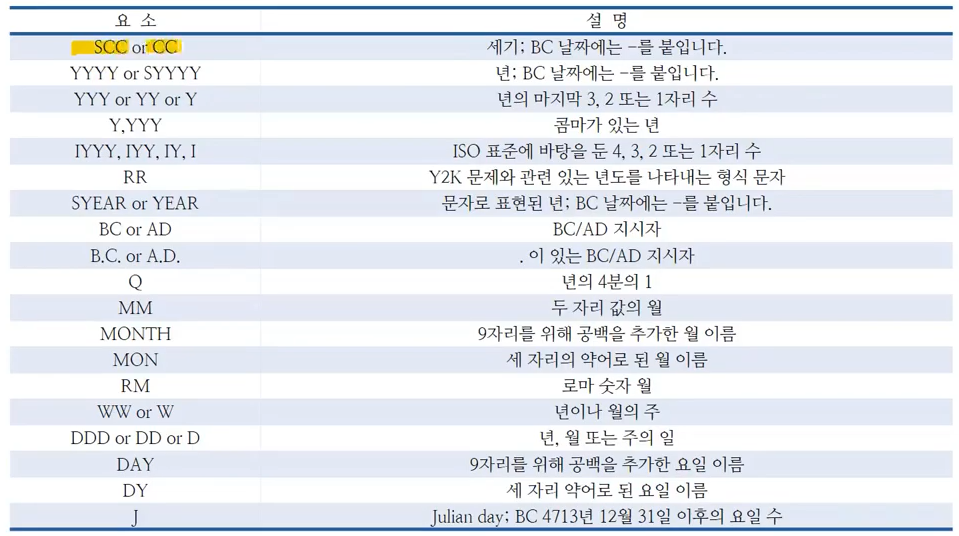 요 소 설 명
SCC or CC 세기; BC 날짜에는 -를 붙입니다.
YYYY or SYYYY 년; BC 날짜에는 -를 붙입니다.
YYY or YY or Y 년의 마지막 3, 2 또는 1자리 수
Y,YYY 콤마가 있는 년
IYYY, IYY, IY, I ISO 표준에 바탕을 둔 4, 3, 2 또는 1자리 수
RR Y2K 문제와 관련 있는 년도를 나타내는 형식 문자
SYEAR or YEAR 문자로 표현된 년; BC 날짜에는 -를 붙입니다.
BC or AD BC/AD 지시자
B.C. or A.D. . 이 있는 BC/AD 지시자
Q 년의 4분의 1
MM 두 자리 값의 월
MONTH 9자리를 위해 공백을 추가한 월 이름
MON 세 자리의 약어로 된 월 이름
RM 로마 숫자 월
WW or W 년이나 월의 주
DDD or DD or D 년, 월 또는 주의 일
DAY 9자리를 위해 공백을 추가한 요일 이름
DY 세 자리 약어로 된 요일 이름
J Julian day; BC 4713년 12월 31일 이후의 요일 수